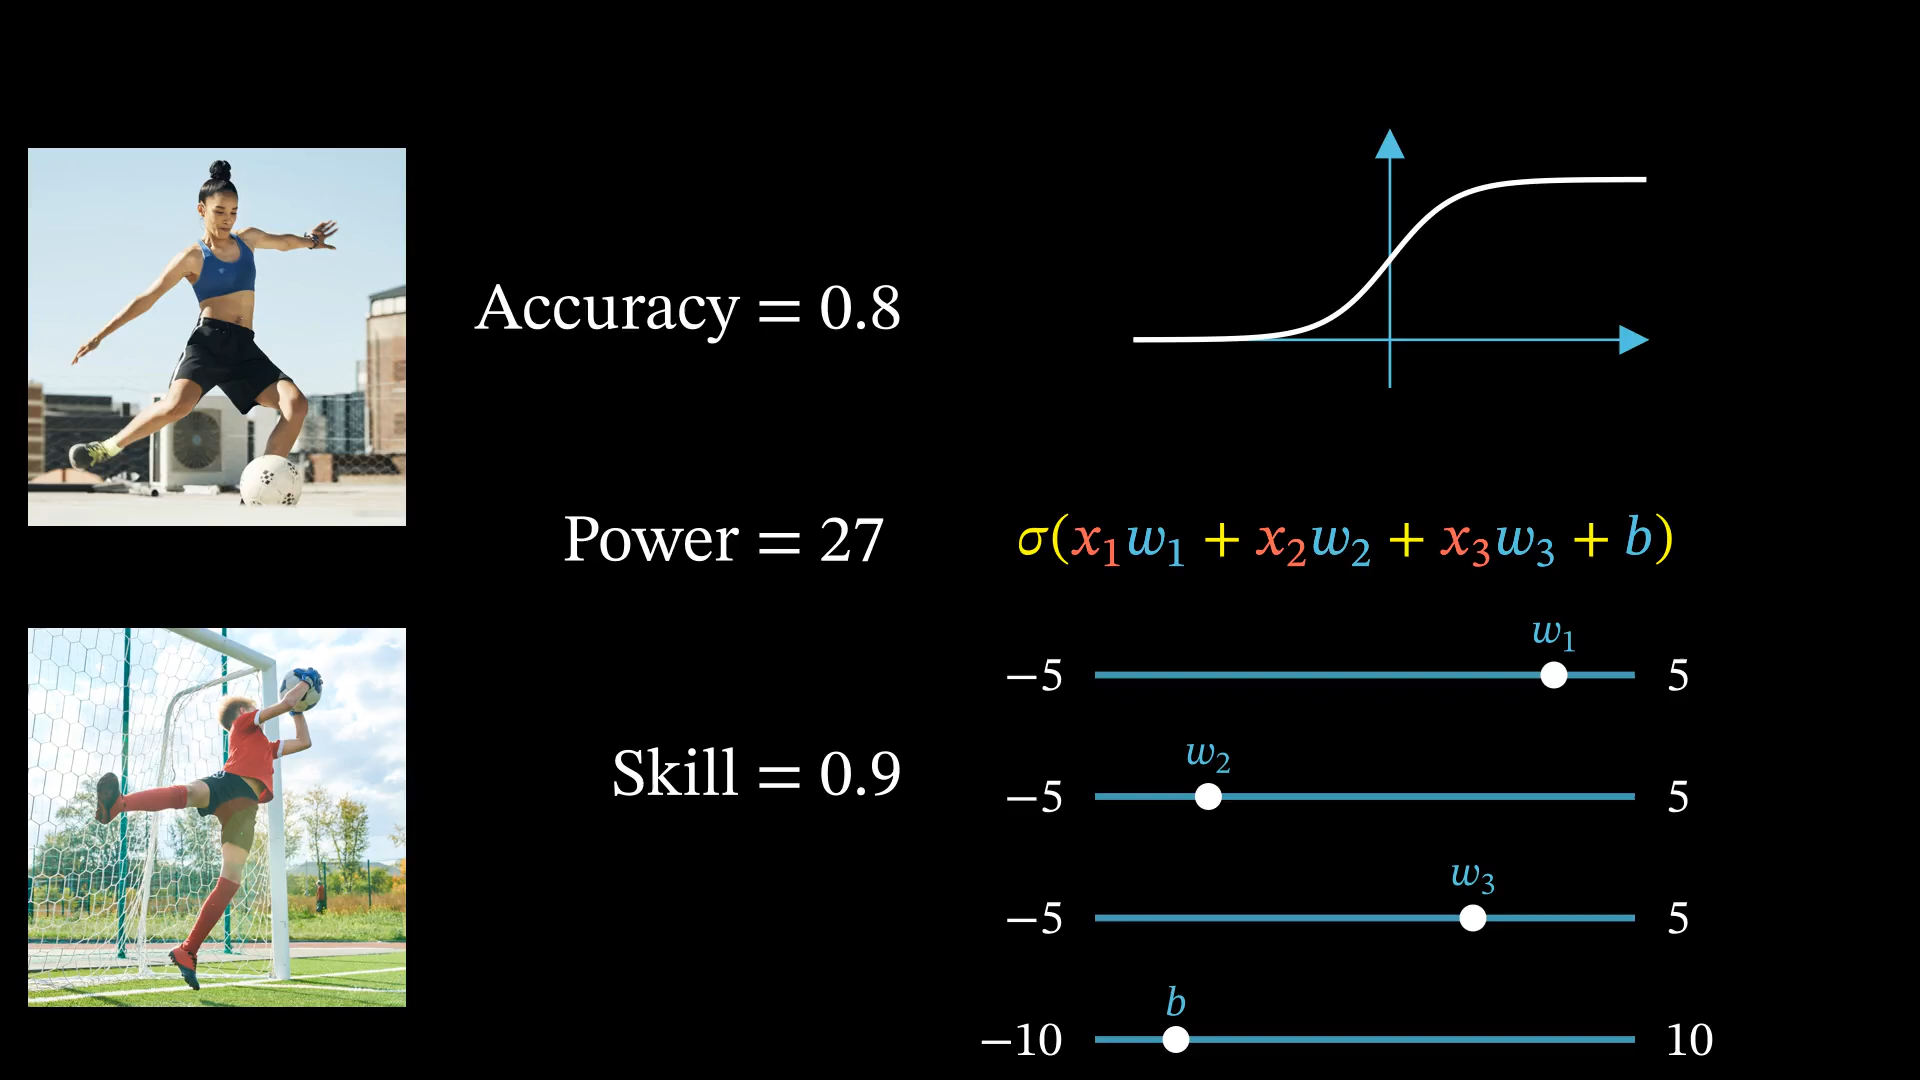 Accuracy = 0.8
Power = 27
Skill = 0.9
σ(x₁w₁ + x₂w₂ + x₃w₃ + b)
w₁
−5 5
w₂
−5 5
w₃
−5 5
b
−10 10